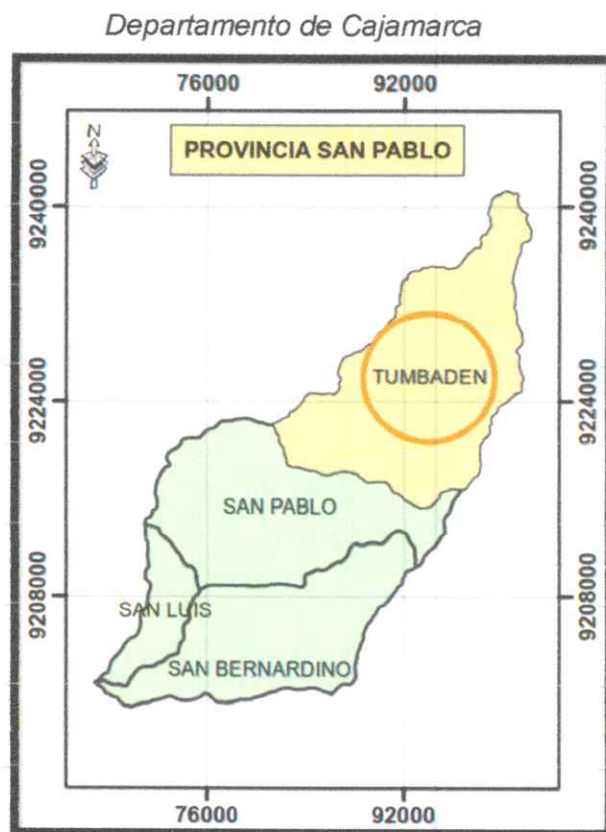 Departamento de Cajamarca
76000
92000
N
PROVINCIA SAN PABLO
9240000
9240000
TUMBADEN
9224000
9224000
SAN PABLO
9208000
9208000
SAN LUIS
SAN BERNARDINO
76000
92000